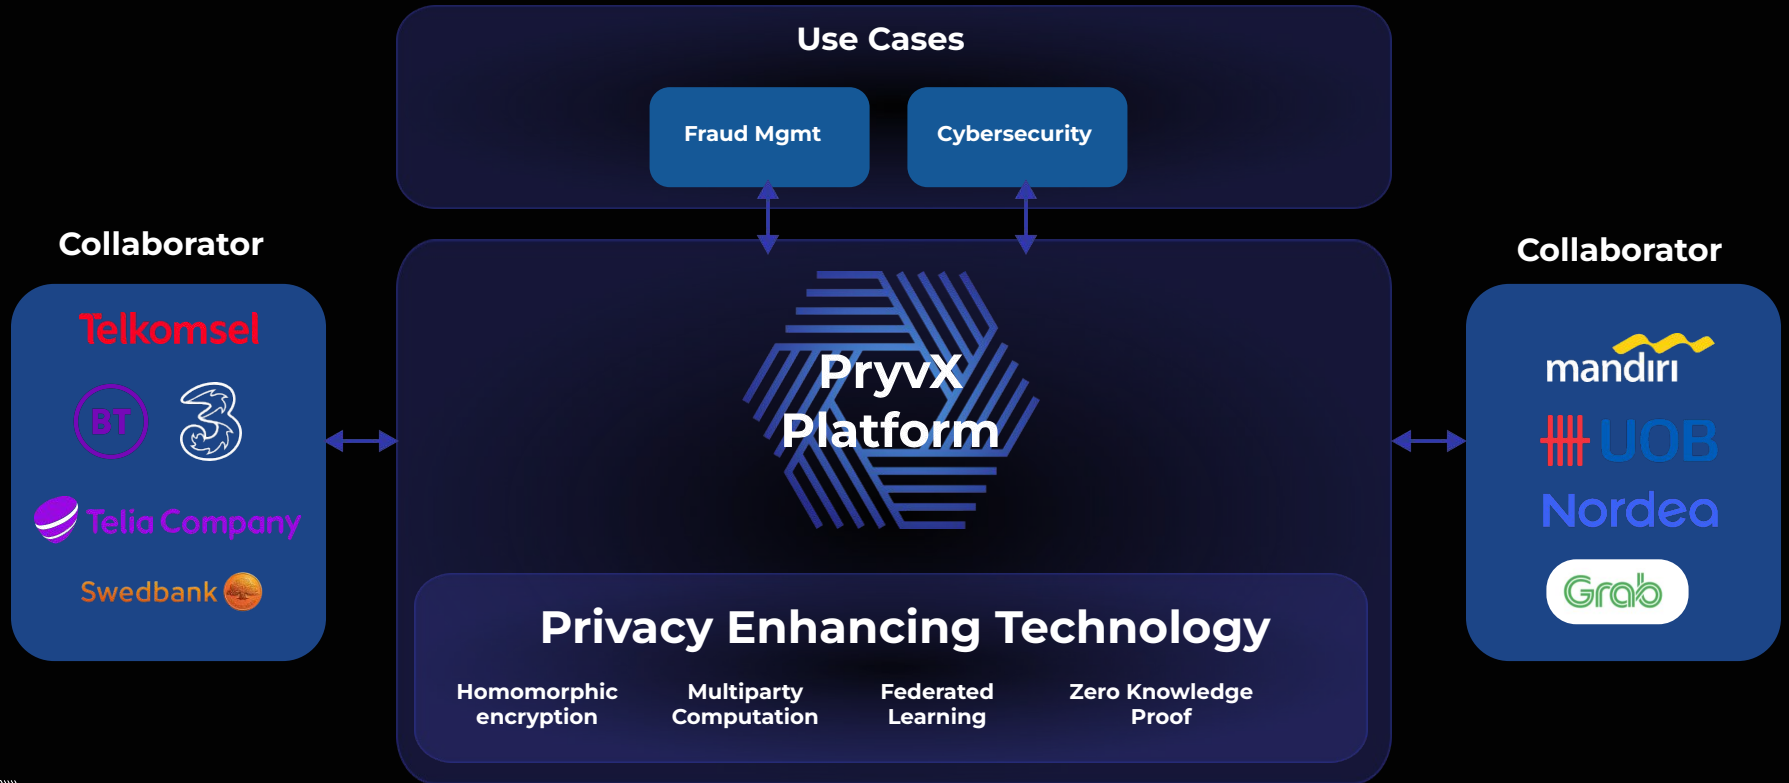 Use Cases
Fraud Mgmt
Cybersecurity
Collaborator
Telkomsel
BT
3
Telia Company
Swedbank
PryvX
Platform
Privacy Enhancing Technology
Homomorphic
encryption
Multiparty
Computation
Federated
Learning
Zero Knowledge
Proof
Collaborator
mandiri
UOB
Nordea
Grab